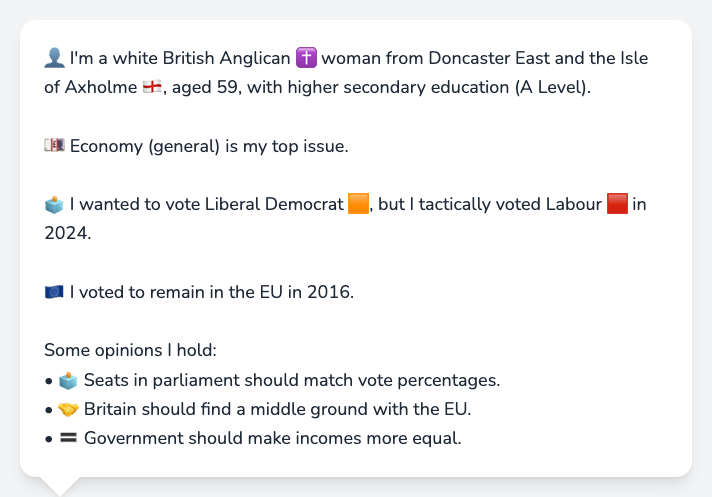 👤 I'm a white British Anglican ✝️ woman from Doncaster East and the Isle
of Axholme 🏴󠁧󠁢󠁥󠁮󠁧󠁿, aged 59, with higher secondary education (A Level).
💷 Economy (general) is my top issue.
🗳️ I wanted to vote Liberal Democrat 🟧, but I tactically voted Labour 🟥 in
2024.
🇪🇺 I voted to remain in the EU in 2016.
Some opinions I hold:
• 🗳️ Seats in parliament should match vote percentages.
• 🤝 Britain should find a middle ground with the EU.
• 🟰 Government should make incomes more equal.